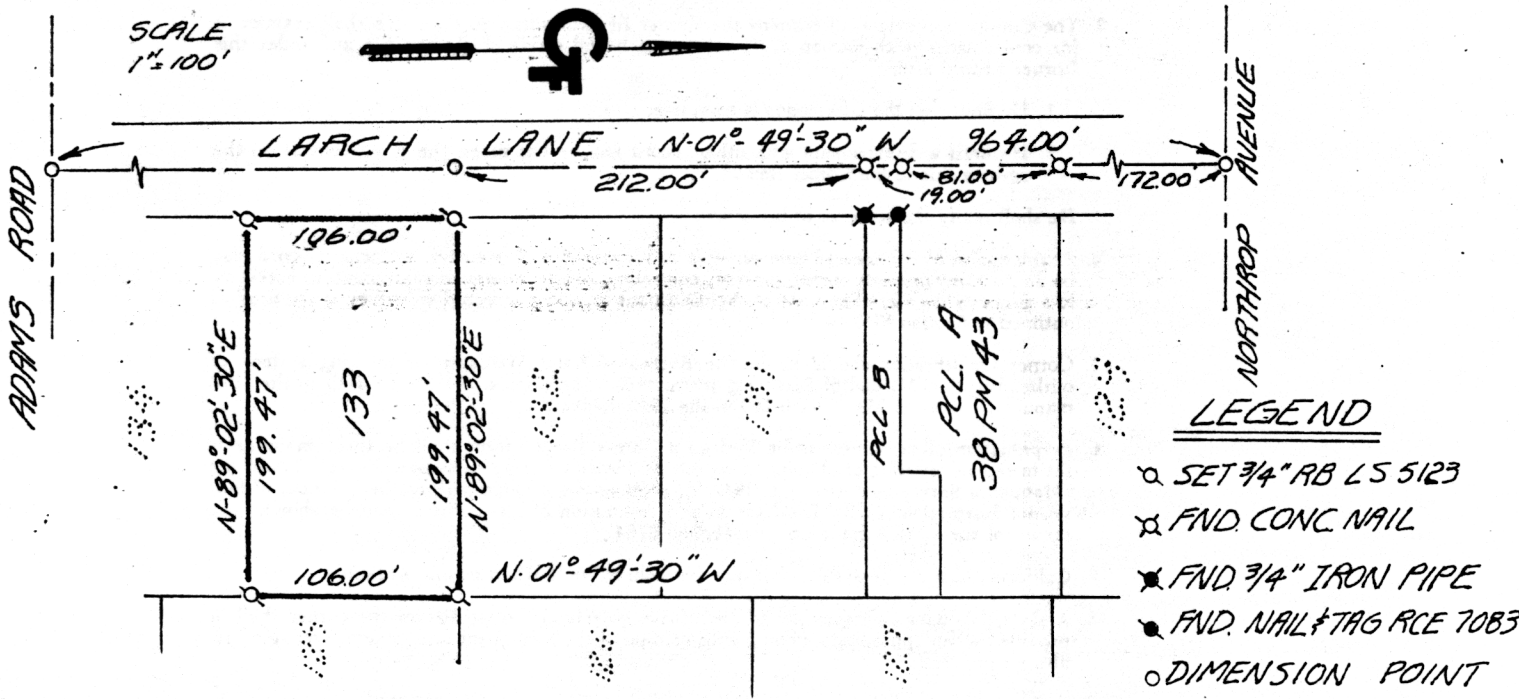 SCALE
1"=100'
ADAMS ROAD
LARCH LANE N-01°-49'-30" W 964.00'
212.00'
19.00'
81.00'
172.00'
NORTHROP AVENUE
106.00'
N-89°-02'-30"-E
199.47'
133
199.47'
N-89°-02'-30"E
106.00'
N-01°-49'-30" W
PCL B
PCL. A
38 PM 43
LEGEND
SET 3/4" RB LS 5123
FND. CONC. NAIL
FND. 3/4" IRON PIPE
FND. NAIL & TAG RCE 7083
DIMENSION POINT